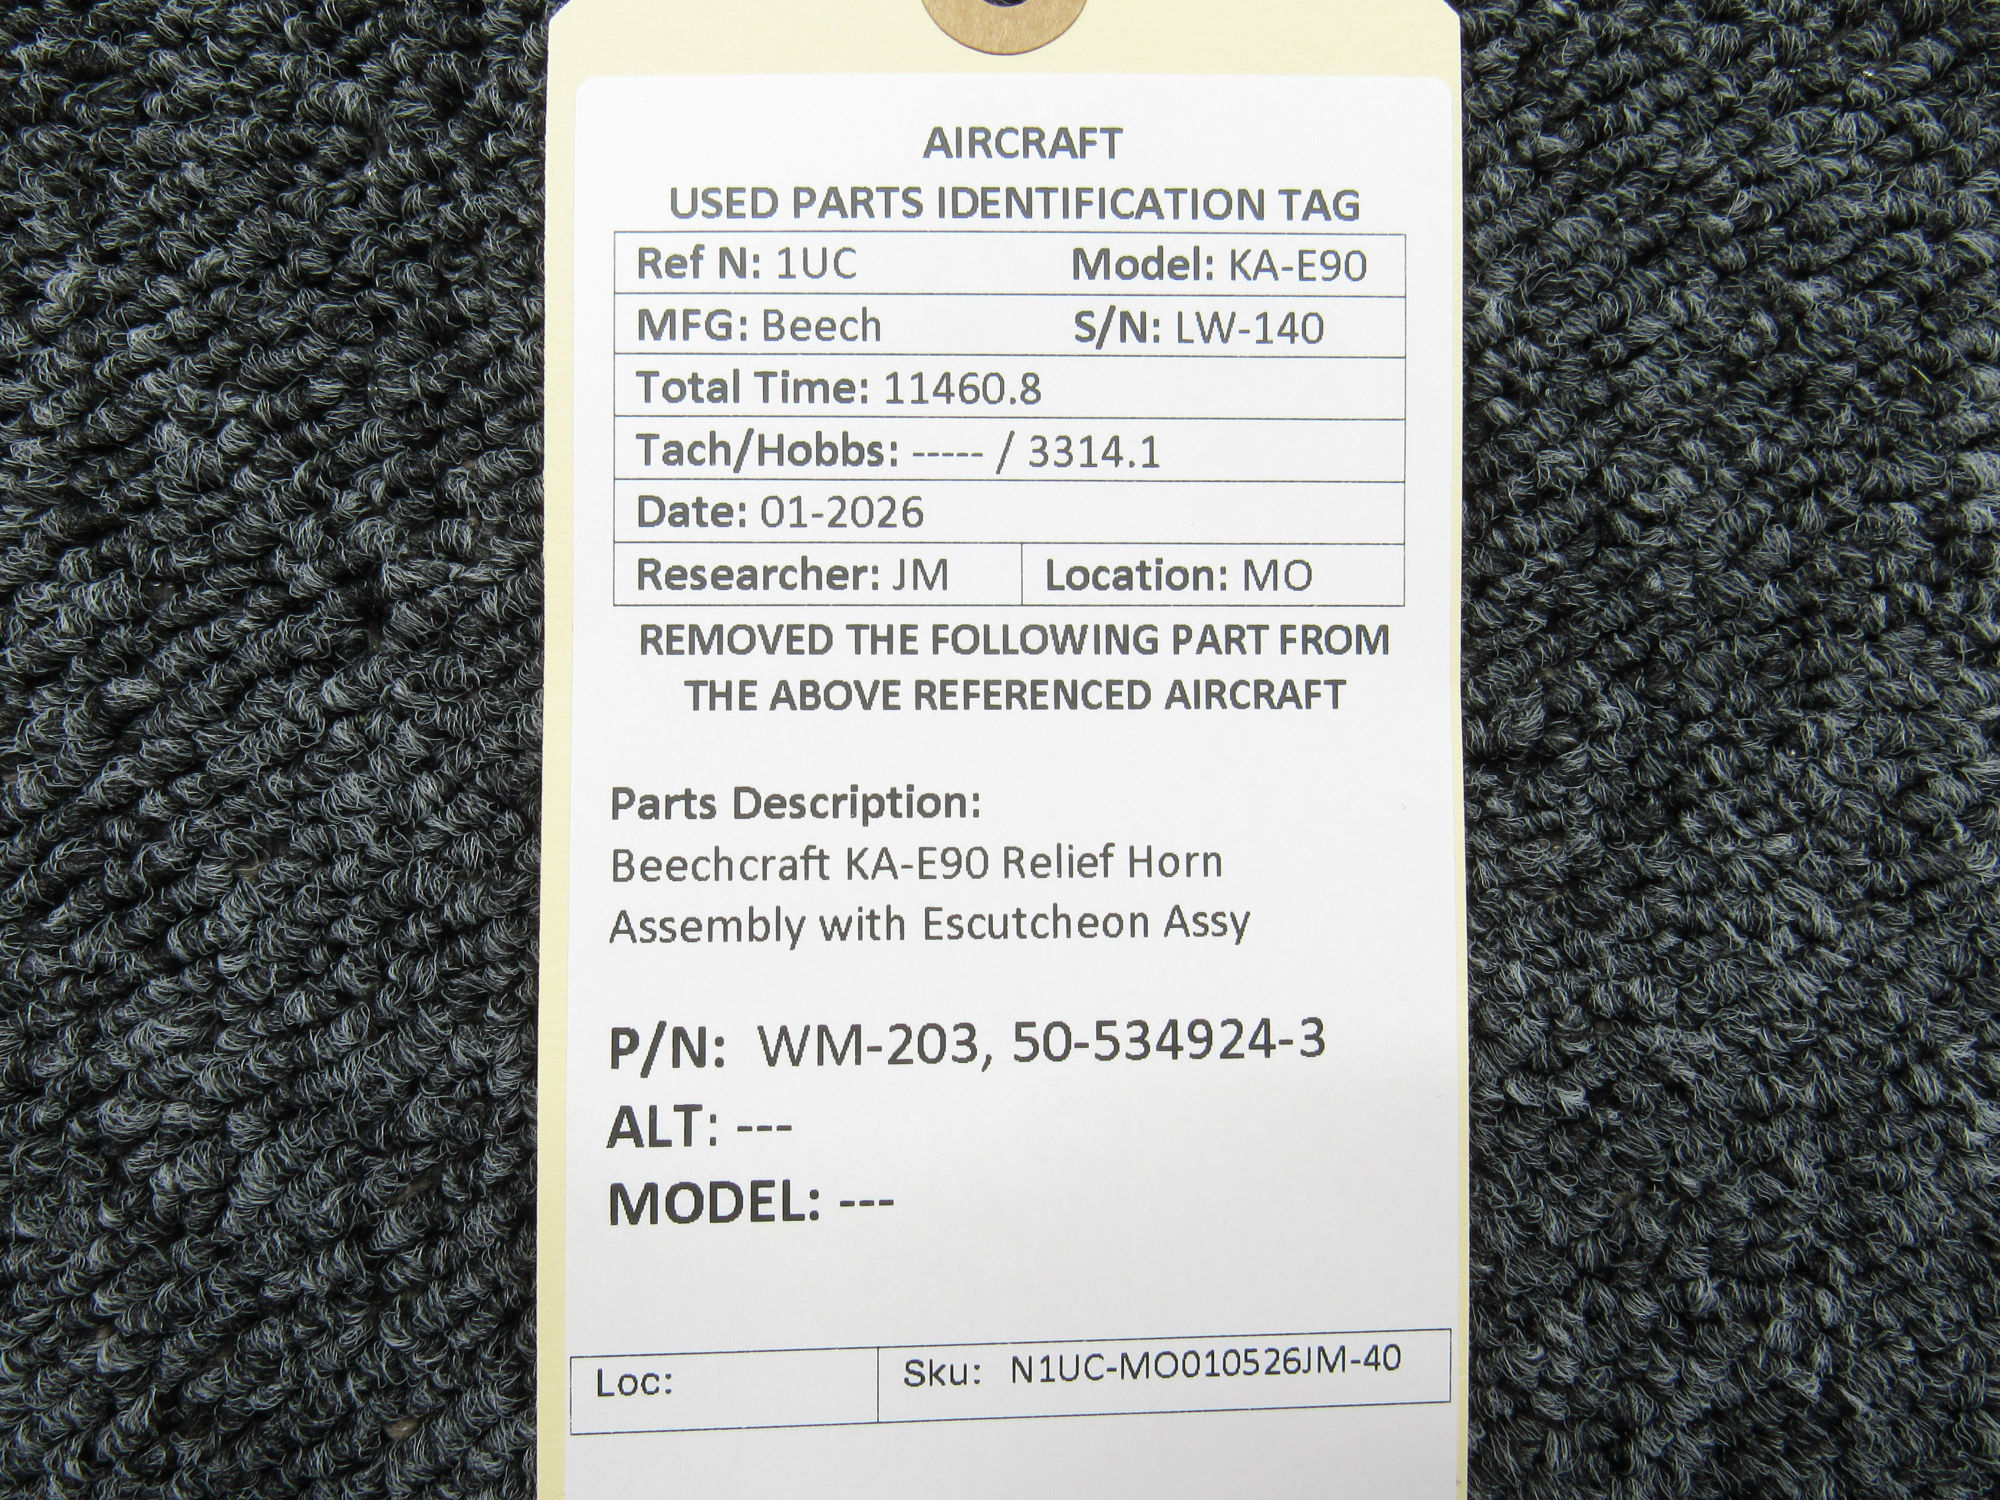 AIRCRAFT
USED PARTS IDENTIFICATION TAG
Ref N: 1UC Model: KA-E90
MFG: Beech S/N: LW-140
Total Time: 11460.8
Tach/Hobbs: ----- / 3314.1
Date: 01-2026
Researcher: JM Location: MO
REMOVED THE FOLLOWING PART FROM
THE ABOVE REFERENCED AIRCRAFT
Parts Description:
Beechcraft KA-E90 Relief Horn
Assembly with Escutcheon Assy
P/N: WM-203, 50-534924-3
ALT: ---
MODEL: ---
Loc: Sku: N1UC-MO010526JM-40